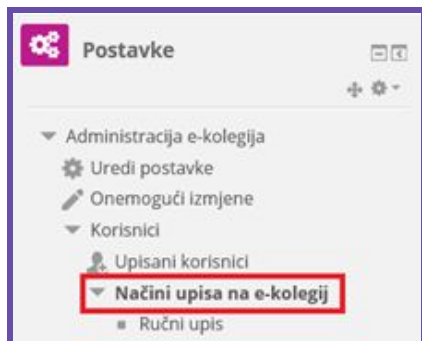 Postavke
Administracija e-kolegija
Uredi postavke
Onemogući izmjene
Korisnici
Upisani korisnici
Načini upisa na e-kolegij
Ručni upis